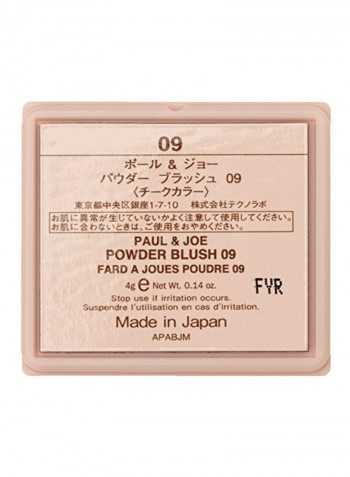 09
ポール & ジョー
パウダー ブラッシュ 09
〈チークカラー〉
東京都中央区銀座1-7-10 株式会社テクノラボ
お肌に異常が生じていないかよく注意して使用してください。
お肌に合わないときは、ご使用をおやめください。
PAUL & JOE
POWDER BLUSH 09
FARD A JOUES POUDRE 09
4g e Net Wt. 0.14 oz.
Stop use if irritation occurs.
Suspendre l'utilisation en cas d'irritation.
FYR
Made in Japan
APABJM